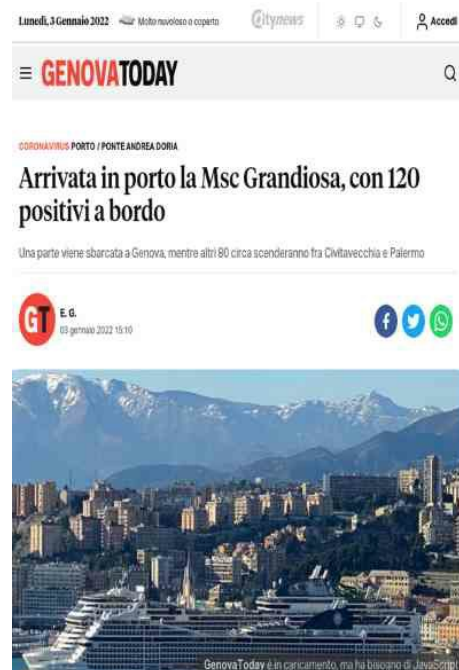 Lunedì, 3 Gennaio 2022 Molto nuvoloso o coperto citynews Accedi
GENOVATODAY
CORONAVIRUS PORTO / PONTE ANDREA DORIA
Arrivata in porto la Msc Grandiosa, con 120
positivi a bordo
Una parte viene sbarcata a Genova, mentre altri 80 circa scenderanno fra Civitavecchia e Palermo
GT
E. G.
03 gennaio 2022 15:10
GenovaToday è in caricamento, ma ha bisogno di JavaScript